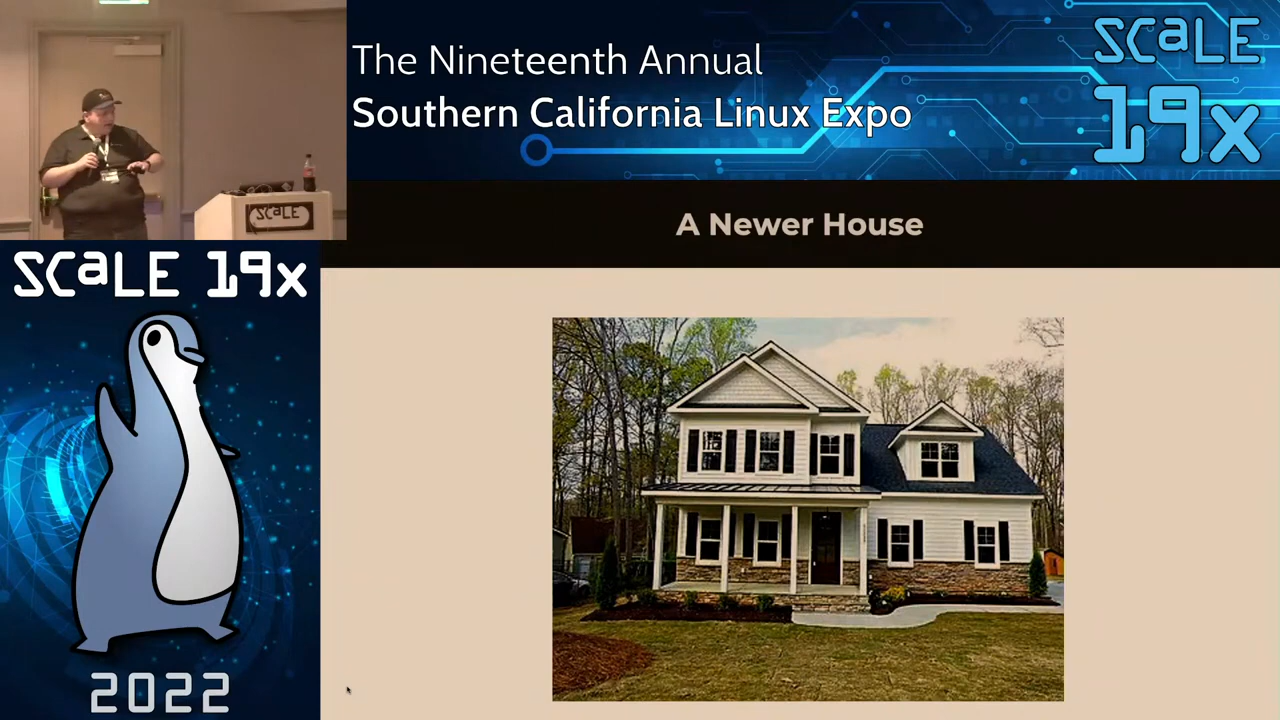 The Nineteenth Annual
Southern California Linux Expo
SCaLE
19x
A Newer House
SCALE
SCaLE 19x
2022